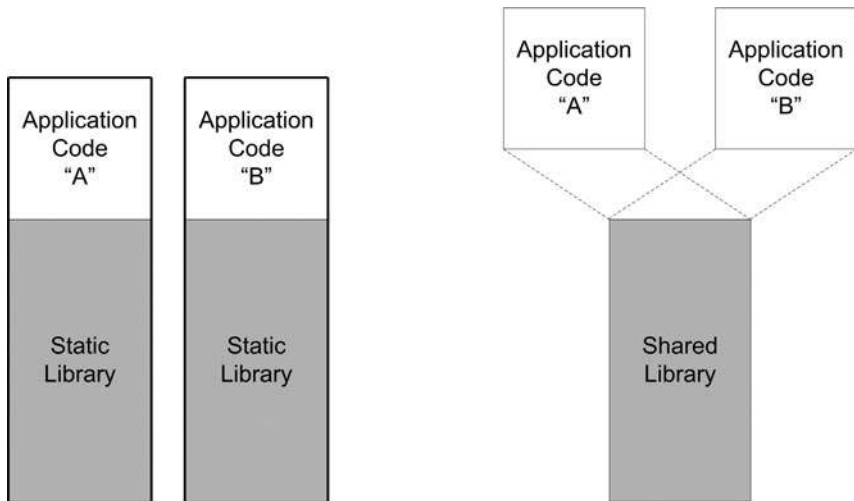 Application
Code
“A”
Application
Code
“B”
Static
Library
Static
Library
Application
Code
“A”
Application
Code
“B”
Shared
Library